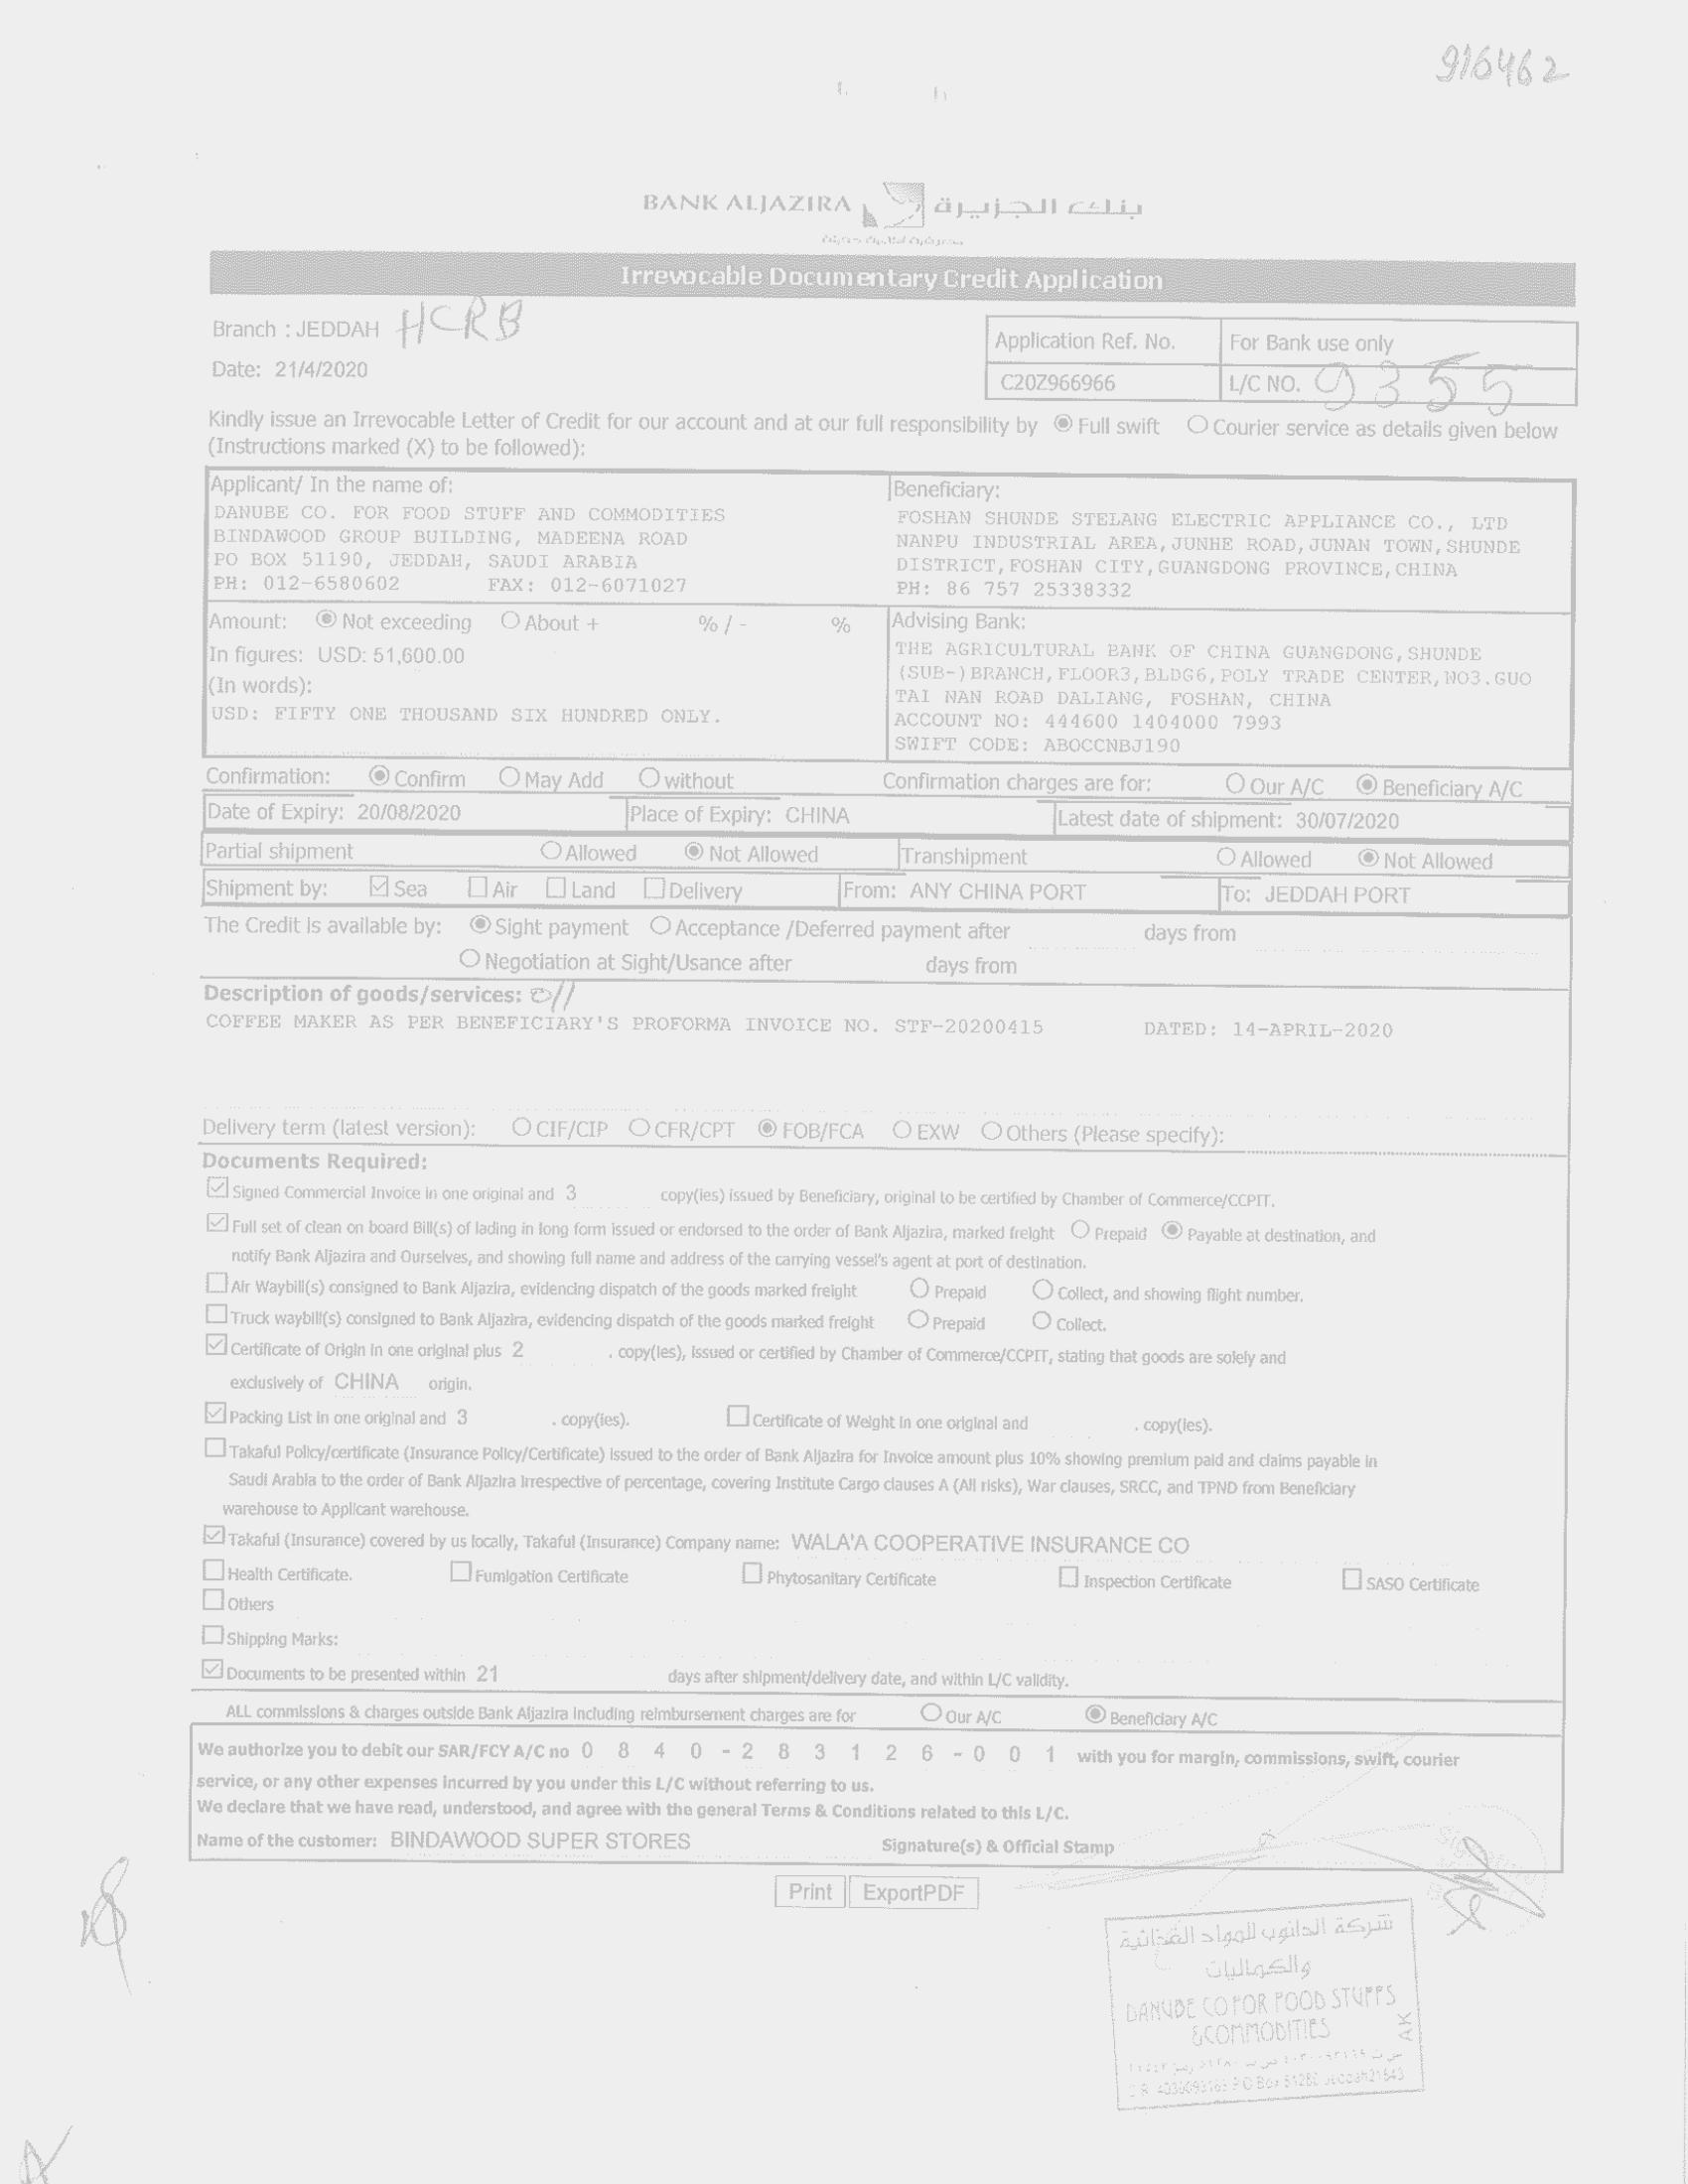 916462
BANK ALJAZIRA بنك الجزيرة
Irrevocable Documentary Credit Application
Branch : JEDDAH HCRB
Date: 21/4/2020
Application Ref. No. For Bank use only
C20Z966966 L/C NO. 9355
Kindly issue an Irrevocable Letter of Credit for our account and at our full responsibility by Full swift Courier service as details given below
(Instructions marked (X) to be followed):
Applicant/ In the name of:
DANUBE CO. FOR FOOD STUFF AND COMMODITIES
BINDAWOOD GROUP BUILDING, MADEENA ROAD
PO BOX 51190, JEDDAH, SAUDI ARABIA
PH: 012-6580602 FAX: 012-6071027
Beneficiary:
FOSHAN SHUNDE STELANG ELECTRIC APPLIANCE CO., LTD
NANPU INDUSTRIAL AREA,JUNHE ROAD,JUNAN TOWN,SHUNDE
DISTRICT,FOSHAN CITY,GUANGDONG PROVINCE,CHINA
PH: 86 757 25338332
Amount: Not exceeding About + % / - %
In figures: USD: 51,600.00
(In words):
USD: FIFTY ONE THOUSAND SIX HUNDRED ONLY.
Advising Bank:
THE AGRICULTURAL BANK OF CHINA GUANGDONG,SHUNDE
(SUB-)BRANCH,FLOOR3,BLDG6,POLY TRADE CENTER,NO3.GUO
TAI NAN ROAD DALIANG, FOSHAN, CHINA
ACCOUNT NO: 444600 1404000 7993
SWIFT CODE: ABOCCNBJ190
Confirmation: Confirm May Add without Confirmation charges are for: Our A/C Beneficiary A/C
Date of Expiry: 20/08/2020 Place of Expiry: CHINA Latest date of shipment: 30/07/2020
Partial shipment Allowed Not Allowed Transhipment Allowed Not Allowed
Shipment by: Sea Air Land Delivery From: ANY CHINA PORT To: JEDDAH PORT
The Credit is available by: Sight payment Acceptance /Deferred payment after days from
Negotiation at Sight/Usance after days from
Description of goods/services:
COFFEE MAKER AS PER BENEFICIARY'S PROFORMA INVOICE NO. STF-20200415 DATED: 14-APRIL-2020
Delivery term (latest version): CIF/CIP CFR/CPT FOB/FCA EXW Others (Please specify):
Documents Required:
Signed Commercial Invoice in one original and 3 copy(ies) issued by Beneficiary, original to be certified by Chamber of Commerce/CCPIT.
Full set of clean on board Bill(s) of lading in long form issued or endorsed to the order of Bank Aljazira, marked freight Prepaid Payable at destination, and
notify Bank Aljazira and Ourselves, and showing full name and address of the carrying vessel's agent at port of destination.
Air Waybill(s) consigned to Bank Aljazira, evidencing dispatch of the goods marked freight Prepaid Collect, and showing flight number.
Truck waybill(s) consigned to Bank Aljazira, evidencing dispatch of the goods marked freight Prepaid Collect.
Certificate of Origin in one original plus 2 . copy(ies), issued or certified by Chamber of Commerce/CCPIT, stating that goods are solely and
exclusively of CHINA origin.
Packing List in one original and 3 . copy(ies). Certificate of Weight in one original and . copy(ies).
Takaful Policy/certificate (Insurance Policy/Certificate) issued to the order of Bank Aljazira for Invoice amount plus 10% showing premium paid and claims payable in
Saudi Arabia to the order of Bank Aljazira irrespective of percentage, covering Institute Cargo clauses A (All risks), War clauses, SRCC, and TPND from Beneficiary
warehouse to Applicant warehouse.
Takaful (Insurance) covered by us locally, Takaful (Insurance) Company name: WALA'A COOPERATIVE INSURANCE CO
Health Certificate. Fumigation Certificate Phytosanitary Certificate Inspection Certificate SASO Certificate
Others
Shipping Marks:
Documents to be presented within 21 days after shipment/delivery date, and within L/C validity.
ALL commissions & charges outside Bank Aljazira including reimbursement charges are for Our A/C Beneficiary A/C
We authorize you to debit our SAR/FCY A/C no 0 8 4 0 - 2 8 3 1 2 6 - 0 0 1 with you for margin, commissions, swift, courier
service, or any other expenses incurred by you under this L/C without referring to us.
We declare that we have read, understood, and agree with the general Terms & Conditions related to this L/C.
Name of the customer: BINDAWOOD SUPER STORES Signature(s) & Official Stamp
Print ExportPDF
شركة الدانوب للمواد الغذائية
والكماليات
DANUBE CO FOR FOOD STUFFS
&COMMODITIES
AK